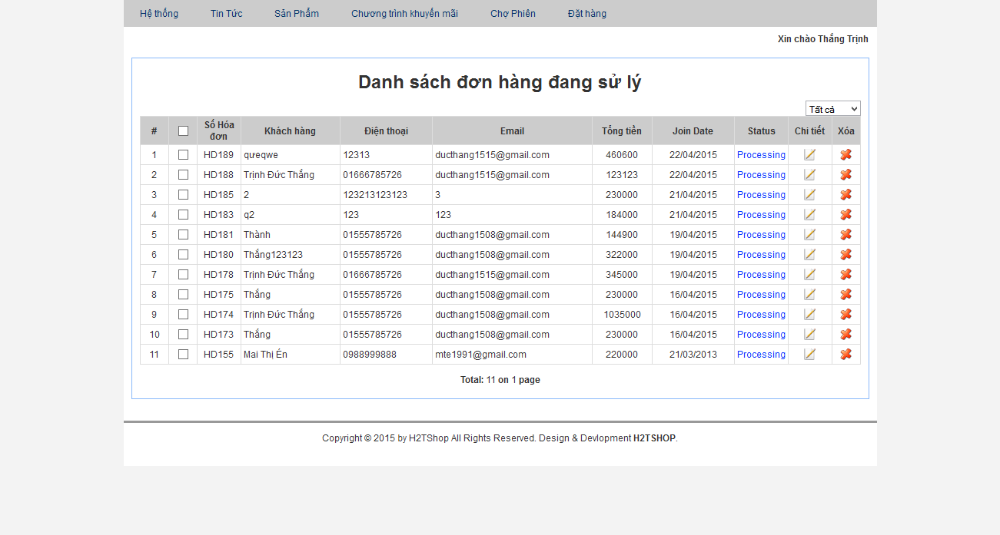 Hệ thống Tin Tức Sản Phẩm Chương trình khuyến mãi Chợ Phiên Đặt hàng
Xin chào Thắng Trịnh
Danh sách đơn hàng đang sử lý
Tất cả
# Số Hóa đơn Khách hàng Điện thoại Email Tổng tiền Join Date Status Chi tiết Xóa
1 HD189 qưeqwe 12313 ducthang1515@gmail.com 460600 22/04/2015 Processing
2 HD188 Trịnh Đức Thắng 01666785726 ducthang1515@gmail.com 123123 22/04/2015 Processing
3 HD185 2 123213123123 3 230000 21/04/2015 Processing
4 HD183 q2 123 123 184000 21/04/2015 Processing
5 HD181 Thành 01555785726 ducthang1508@gmail.com 144900 19/04/2015 Processing
6 HD180 Thắng123123 01555785726 ducthang1508@gmail.com 322000 19/04/2015 Processing
7 HD178 Trịnh Đức Thắng 01666785726 ducthang1515@gmail.com 345000 19/04/2015 Processing
8 HD175 Thắng 01555785726 ducthang1508@gmail.com 230000 16/04/2015 Processing
9 HD174 Trịnh Đức Thắng 01555785726 ducthang1508@gmail.com 1035000 16/04/2015 Processing
10 HD173 Thắng 01555785726 ducthang1508@gmail.com 230000 16/04/2015 Processing
11 HD155 Mai Thị Én 0988999888 mte1991@gmail.com 220000 21/03/2013 Processing
Total: 11 on 1 page
Copyright © 2015 by H2TShop All Rights Reserved. Design & Devlopment H2TSHOP.